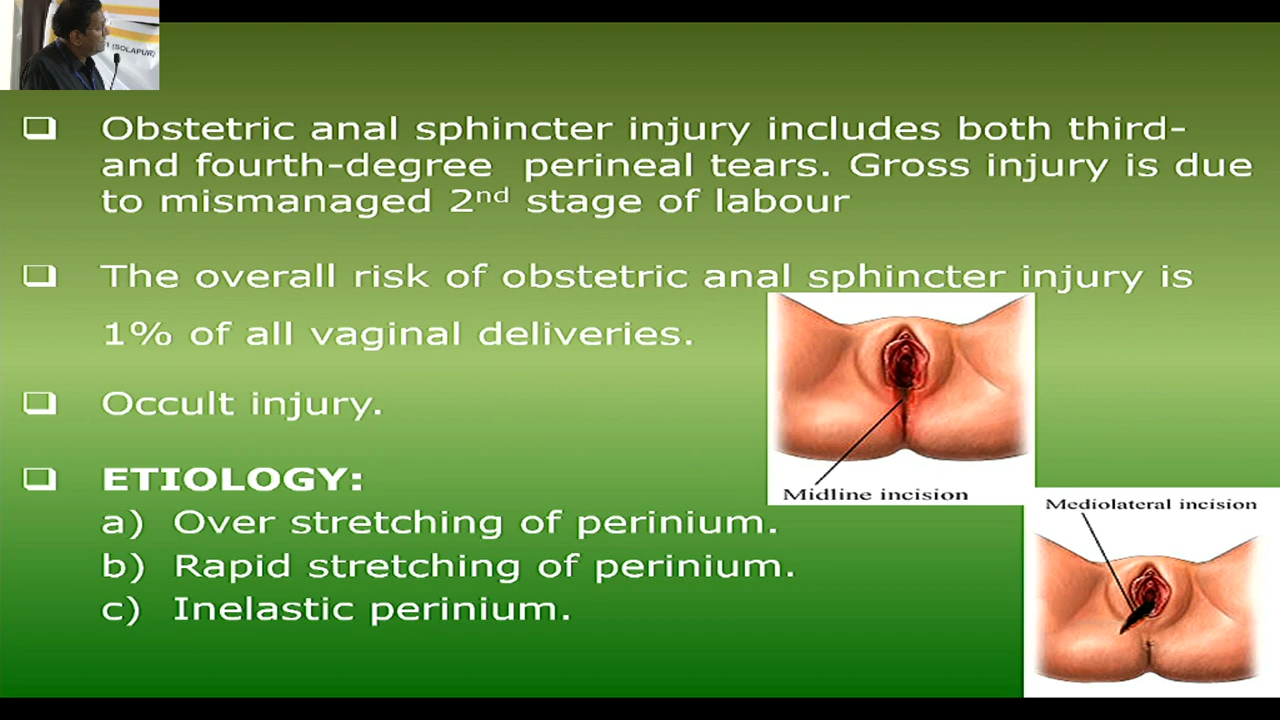 T (SOLAPUR)
Obstetric anal sphincter injury includes both third-
and fourth-degree perineal tears. Gross injury is due
to mismanaged 2nd stage of labour
The overall risk of obstetric anal sphincter injury is
1% of all vaginal deliveries.
Occult injury.
ETIOLOGY:
a) Over stretching of perinium.
b) Rapid stretching of perinium.
c) Inelastic perinium.
Midline incision
Mediolateral incision